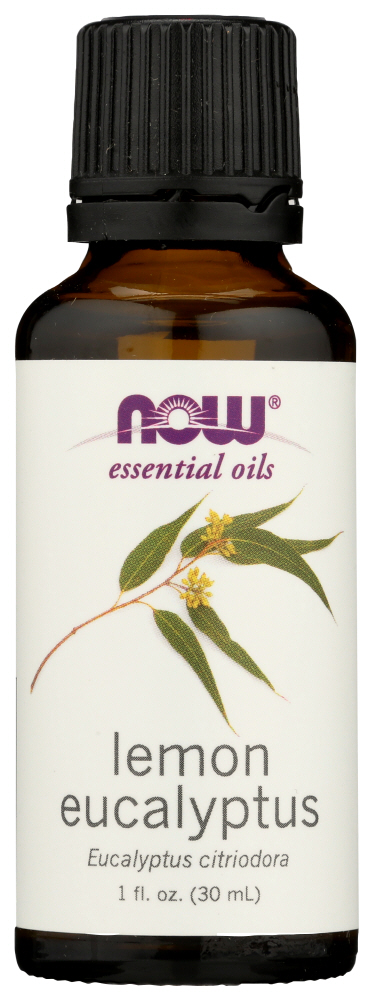 now®
essential oils
lemon
eucalyptus
Eucalyptus citriodora
1 fl. oz. (30 mL)